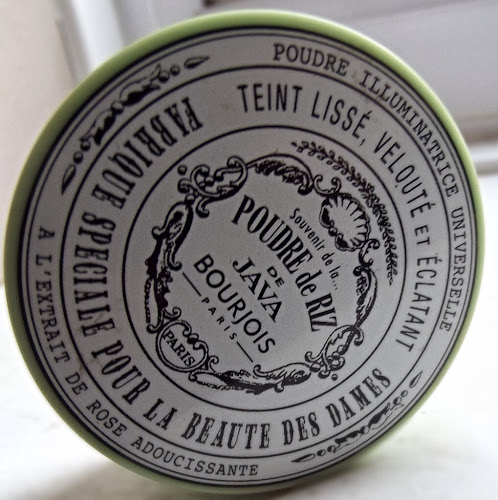 POUDRE ILLUMINATRICE UNIVERSELLE
A L'EXTRAIT DE ROSE ADOUCISSANTE
TEINT LISSÉ, VELOUTÉ ET ÉCLATANT
FABRIQUE SPECIALE POUR LA BEAUTE DES DAMES
Souvenir de la...
POUDRE de RIZ
DE
JAVA
BOURJOIS
PARIS
PARIS